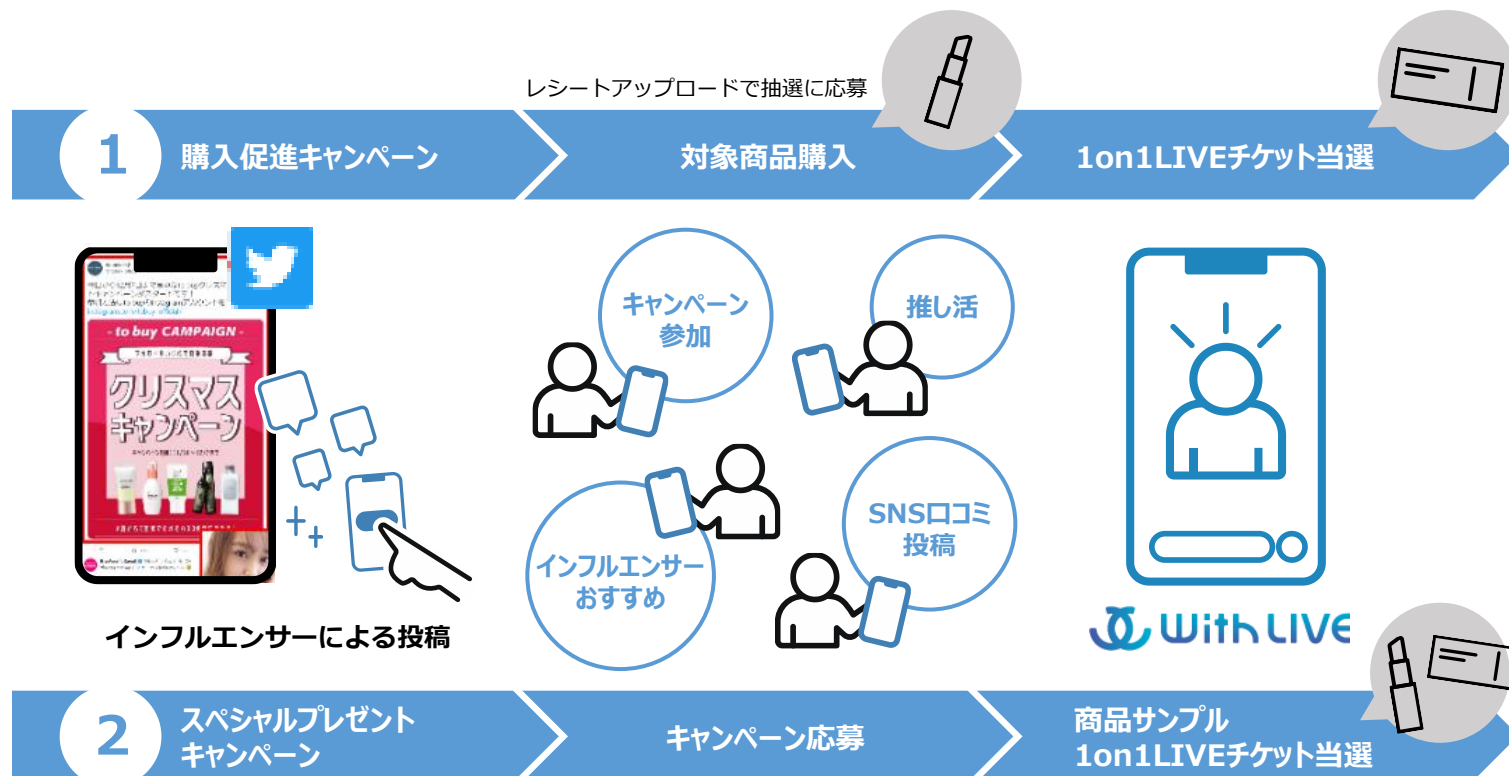 レシートアップロードで抽選に応募
1
購入促進キャンペーン
対象商品購入
1on1LIVEチケット当選
- to buy CAMPAIGN -
クリスマス
キャンペーン
キャンペーン
参加
推し活
インフルエンサー
おすすめ
SNS口コミ
投稿
インフルエンサーによる投稿
With LIVE
2
スペシャルプレゼント
キャンペーン
キャンペーン応募
商品サンプル
1on1LIVEチケット当選